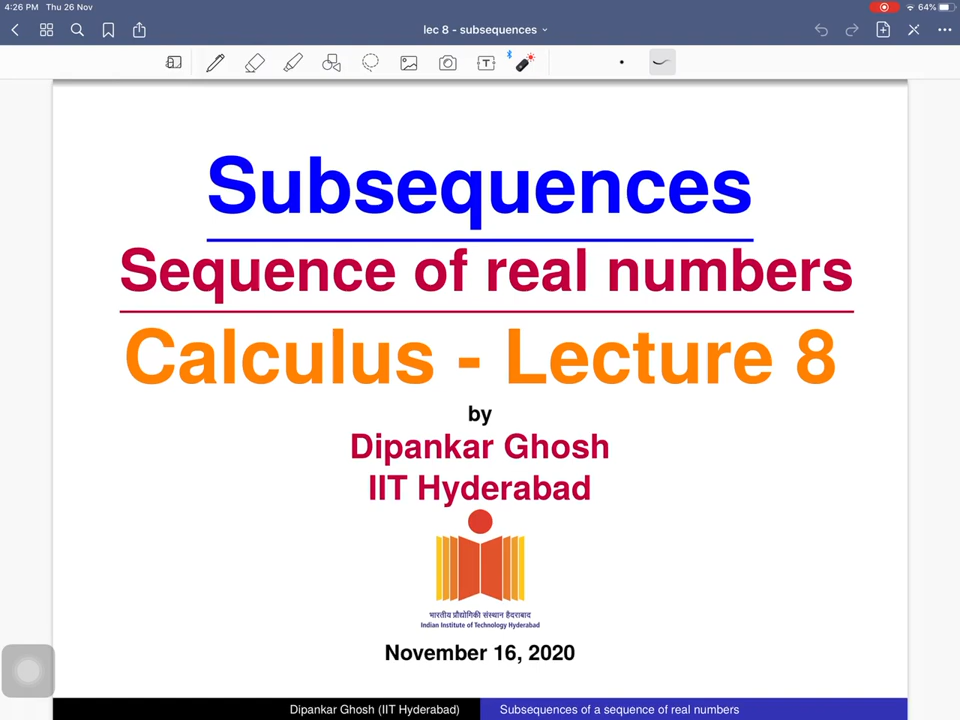 4:26 PM Thu 26 Nov
64%
lec 8 - subsequences
T
Subsequences
Sequence of real numbers
Calculus - Lecture 8
by
Dipankar Ghosh
IIT Hyderabad
भारतीय प्रौद्योगिकी संस्थान हैदराबाद
Indian Institute of Technology Hyderabad
November 16, 2020
Dipankar Ghosh (IIT Hyderabad)
Subsequences of a sequence of real numbers